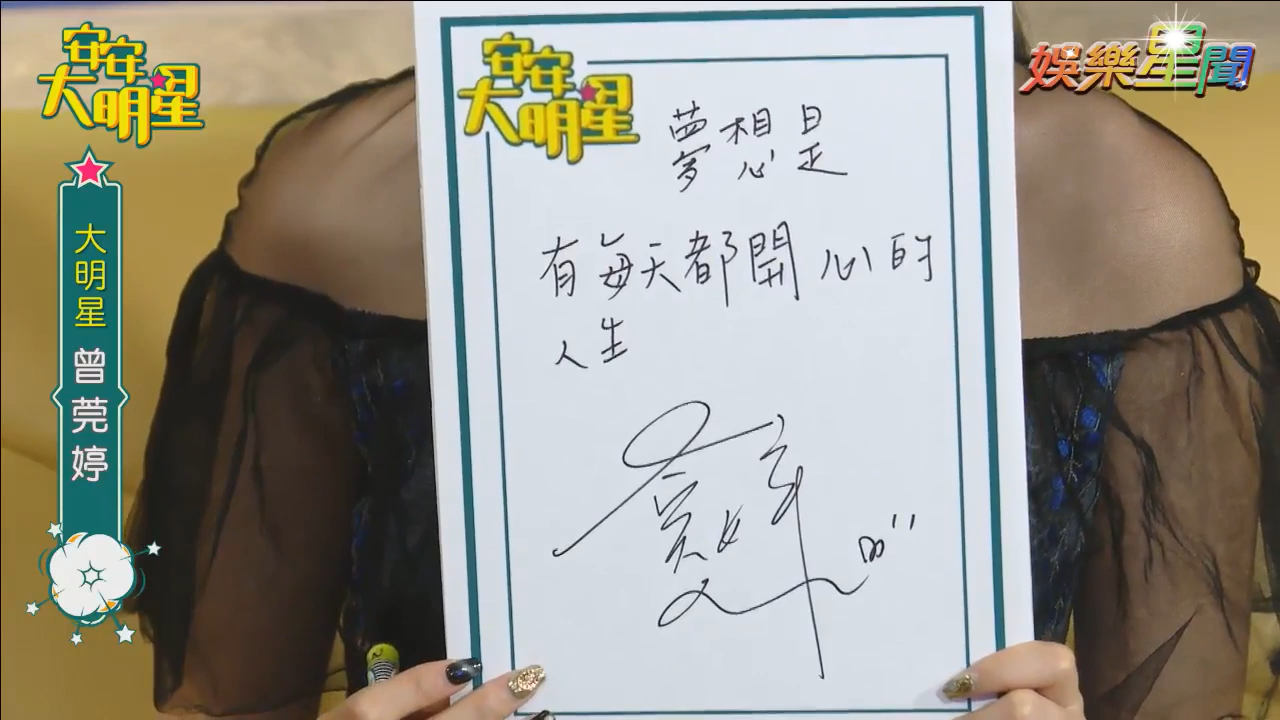 安安
大明星
大明星
曾莞婷
安安
大明星
夢想是
有每天都開心的
人生
娛樂星聞